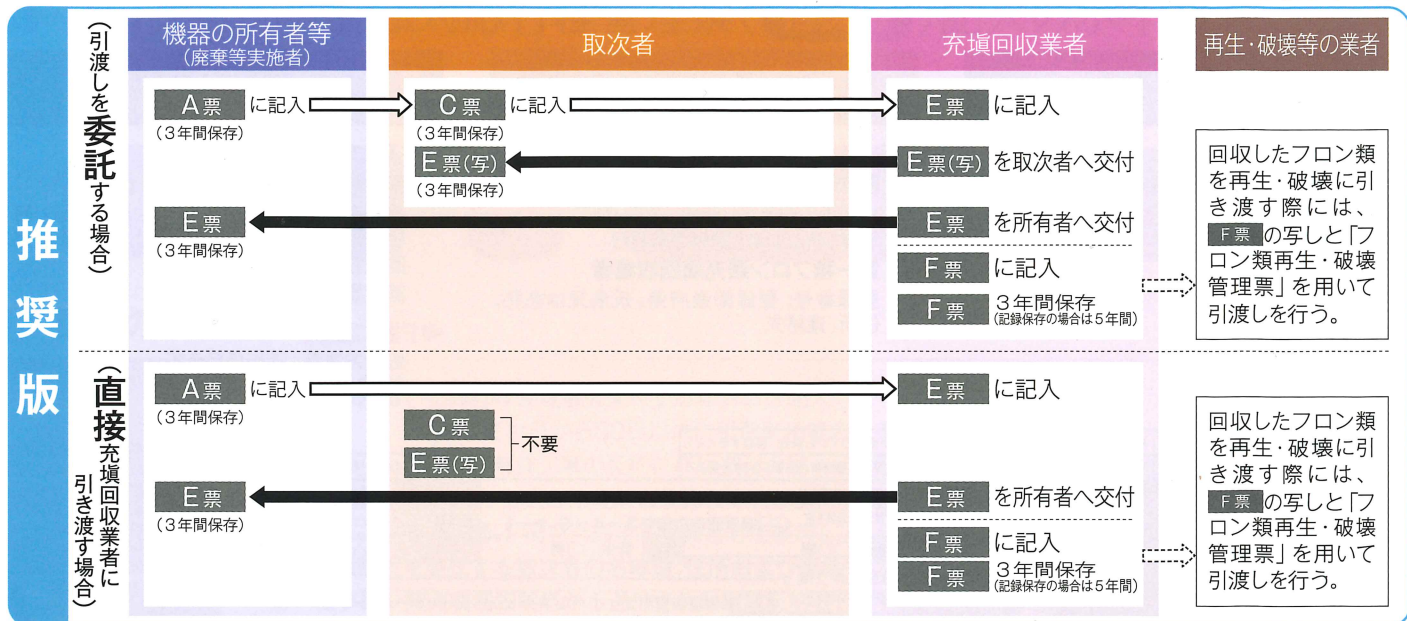 推奨版
(引渡しを委託する場合)
機器の所有者等
(廃棄等実施者)
取次者
充塡回収業者
再生・破壊等の業者
A票 に記入
(3年間保存)
C票 に記入
(3年間保存)
E票 に記入
E票(写)
(3年間保存)
E票(写) を取次者へ交付
E票
(3年間保存)
E票 を所有者へ交付
F票 に記入
F票 3年間保存
(記録保存の場合は5年間)
回収したフロン類
を再生・破壊に引
き渡す際には、
F票 の写しと「フ
ロン類再生・破壊
管理票」を用いて
引渡しを行う。
(直接充塡回収業者に
引き渡す場合)
A票 に記入
(3年間保存)
E票 に記入
C票
E票(写)
不要
E票
(3年間保存)
E票 を所有者へ交付
F票 に記入
F票 3年間保存
(記録保存の場合は5年間)
回収したフロン類
を再生・破壊に引
き渡す際には、
F票 の写しと「フ
ロン類再生・破壊
管理票」を用いて
引渡しを行う。